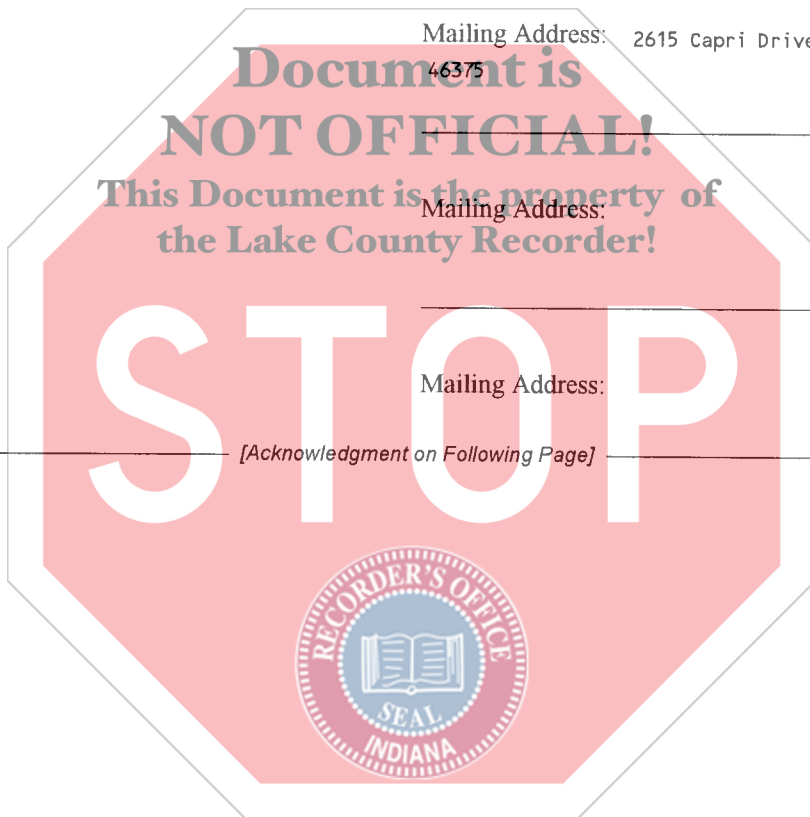 Mailing Address: 2615 Capri Drive
46375
Document is
NOT OFFICIAL!
This Document is the property of
the Lake County Recorder!
Mailing Address:
STOP
Mailing Address:
[Acknowledgment on Following Page]
RECORDER'S OFFICE
SEAL
INDIANA